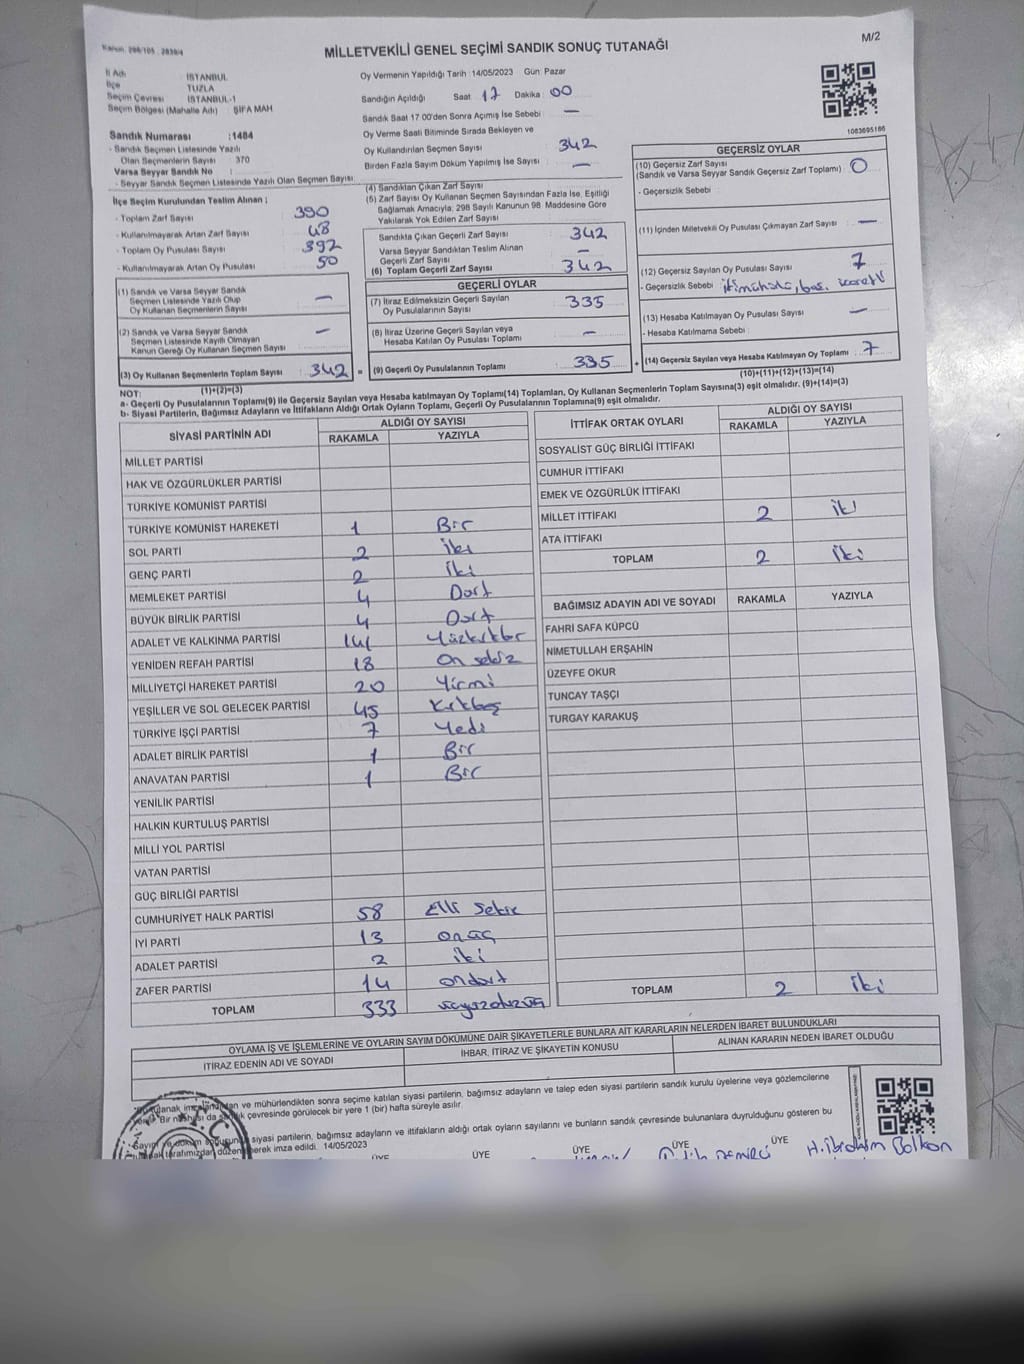 Kanun: 298/105 - 2839/4
MİLLETVEKİLİ GENEL SEÇİMİ SANDIK SONUÇ TUTANAĞI
M/2
İl Adı : İSTANBUL
İlçe : TUZLA
Seçim Çevresi : İSTANBUL-1
Seçim Bölgesi (Mahalle Adı) : ŞİFA MAH
Sandık Numarası : 1484
- Sandık Seçmen Listesinde Yazılı
Olan Seçmenlerin Sayısı : 370
Varsa Seyyar Sandık No :
- Seyyar Sandık Seçmen Listesinde Yazılı Olan Seçmen Sayısı :
İlçe Seçim Kurulundan Teslim Alınan ;
- Toplam Zarf Sayısı : 390
- Kullanılmayarak Artan Zarf Sayısı : 48
- Toplam Oy Pusulası Sayısı : 392
- Kullanılmayarak Artan Oy Pusulası : 50
(1) Sandık ve Varsa Seyyar Sandık
Seçmen Listesinde Yazılı Olup
Oy Kullanan Seçmenlerin Sayısı : —
(2) Sandık ve Varsa Seyyar Sandık
Seçmen Listesinde Kayıtlı Olmayan
Kanun Gereği Oy Kullanan Seçmen Sayısı : —
(3) Oy Kullanan Seçmenlerin Toplam Sayısı : 342
(1)+(2)=(3)
Oy Vermenin Yapıldığı Tarih : 14/05/2023 Gün: Pazar
Sandığın Açıldığı Saat : 17 Dakika : 00
Sandık Saat 17:00'den Sonra Açılmış İse Sebebi : —
Oy Verme Saati Bitiminde Sırada Bekleyen ve
Oy Kullandırılan Seçmen Sayısı : 342
Birden Fazla Sayım Döküm Yapılmış İse Sayısı : —
(4) Sandıktan Çıkan Zarf Sayısı
(5) Zarf Sayısı Oy Kullanan Seçmen Sayısından Fazla İse, Eşitliği
Sağlamak Amacıyla; 298 Sayılı Kanunun 98. Maddesine Göre
Yakılarak Yok Edilen Zarf Sayısı :
Sandıkta Çıkan Geçerli Zarf Sayısı : 342
Varsa Seyyar Sandıktan Teslim Alınan
Geçerli Zarf Sayısı : —
(6) Toplam Geçerli Zarf Sayısı : 342
GEÇERLİ OYLAR
(7) İtiraz Edilmeksizin Geçerli Sayılan
Oy Pusulalarının Sayısı : 335
(8) İtiraz Üzerine Geçerli Sayılan veya
Hesaba Katılan Oy Pusulası Toplamı : —
(9) Geçerli Oy Pusulalarının Toplamı : 335
1083695186
GEÇERSİZ OYLAR
(10) Geçersiz Zarf Sayısı
(Sandık ve Varsa Seyyar Sandık Geçersiz Zarf Toplamı) : 0
- Geçersizlik Sebebi :
(11) İçinden Milletvekili Oy Pusulası Çıkmayan Zarf Sayısı : —
(12) Geçersiz Sayılan Oy Pusulası Sayısı : 7
- Geçersizlik Sebebi :
(13) Hesaba Katılmayan Oy Pusulası Sayısı : —
- Hesaba Katılmama Sebebi :
(14) Geçersiz Sayılan veya Hesaba Katılmayan Oy Toplamı : 7
(10)+(11)+(12)+(13)=(14)
NOT:
a- Geçerli Oy Pusulalarının Toplamı(9) ile Geçersiz Sayılan veya Hesaba katılmayan Oy Toplamı(14) Toplamları, Oy Kullanan Seçmenlerin Toplam Sayısına(3) eşit olmalıdır. (9)+(14)=(3)
b- Siyasi Partilerin, Bağımsız Adayların ve İttifakların Aldığı Ortak Oyların Toplamı, Geçerli Oy Pusulalarının Toplamına(9) eşit olmalıdır.
SİYASİ PARTİNİN ADI ALDIĞI OY SAYISI
RAKAMLA YAZIYLA
MİLLET PARTİSİ
HAK VE ÖZGÜRLÜKLER PARTİSİ
TÜRKİYE KOMÜNİST PARTİSİ
TÜRKİYE KOMÜNİST HAREKETİ 1 Bir
SOL PARTİ 2 iki
GENÇ PARTİ 2 iki
MEMLEKET PARTİSİ 4 Dört
BÜYÜK BİRLİK PARTİSİ 4 Dört
ADALET VE KALKINMA PARTİSİ 141 Yüzkırkbir
YENİDEN REFAH PARTİSİ 18 On sekiz
MİLLİYETÇİ HAREKET PARTİSİ 20 Yirmi
YEŞİLLER VE SOL GELECEK PARTİSİ 45 Kırkbeş
TÜRKİYE İŞÇİ PARTİSİ 7 Yedi
ADALET BİRLİK PARTİSİ 1 Bir
ANAVATAN PARTİSİ 1 Bir
YENİLİK PARTİSİ
HALKIN KURTULUŞ PARTİSİ
MİLLİ YOL PARTİSİ
VATAN PARTİSİ
GÜÇ BİRLİĞİ PARTİSİ
CUMHURİYET HALK PARTİSİ 58 Elli Sekiz
İYİ PARTİ 13 onüç
ADALET PARTİSİ 2 iki
ZAFER PARTİSİ 14 ondört
TOPLAM 333 üçyüzotuzüç
İTTİFAK ORTAK OYLARI ALDIĞI OY SAYISI
RAKAMLA YAZIYLA
SOSYALİST GÜÇ BİRLİĞİ İTTİFAKI
CUMHUR İTTİFAKI
EMEK VE ÖZGÜRLÜK İTTİFAKI
MİLLET İTTİFAKI 2 iki
ATA İTTİFAKI
TOPLAM 2 iki
BAĞIMSIZ ADAYIN ADI VE SOYADI RAKAMLA YAZIYLA
FAHRİ SAFA KÜPCÜ
NİMETULLAH ERŞAHİN
ÜZEYFE OKUR
TUNCAY TAŞÇI
TURGAY KARAKUŞ
TOPLAM 2 iki
OYLAMA İŞ VE İŞLEMLERİNE VE OYLARIN SAYIM DÖKÜMÜNE DAİR ŞİKAYETLERLE BUNLARA AİT KARARLARIN NELERDEN İBARET BULUNDUKLARI
İTİRAZ EDENİN ADI VE SOYADI İHBAR, İTİRAZ VE ŞİKAYETİN KONUSU ALINAN KARARIN NEDEN İBARET OLDUĞU
ve mühürlendikten sonra seçime katılan siyasi partilerin, bağımsız adayların ve talep eden siyasi partilerin sandık kurulu üyelerine veya gözlemcilerine
Bir nüshası da sandık çevresinde görülecek bir yere 1 (bir) hafta süreyle asılır.
Sayım ve döküm siyasi partilerin, bağımsız adayların ve ittifakların aldığı ortak oyların sayılarını ve bunların sandık çevresinde bulunanlara duyrulduğunu gösteren bu
tarafımızdan düzenlenerek imza edildi. 14/05/2023
ÜYE ÜYE ÜYE ÜYE ÜYE
H. İbrahim Balkan